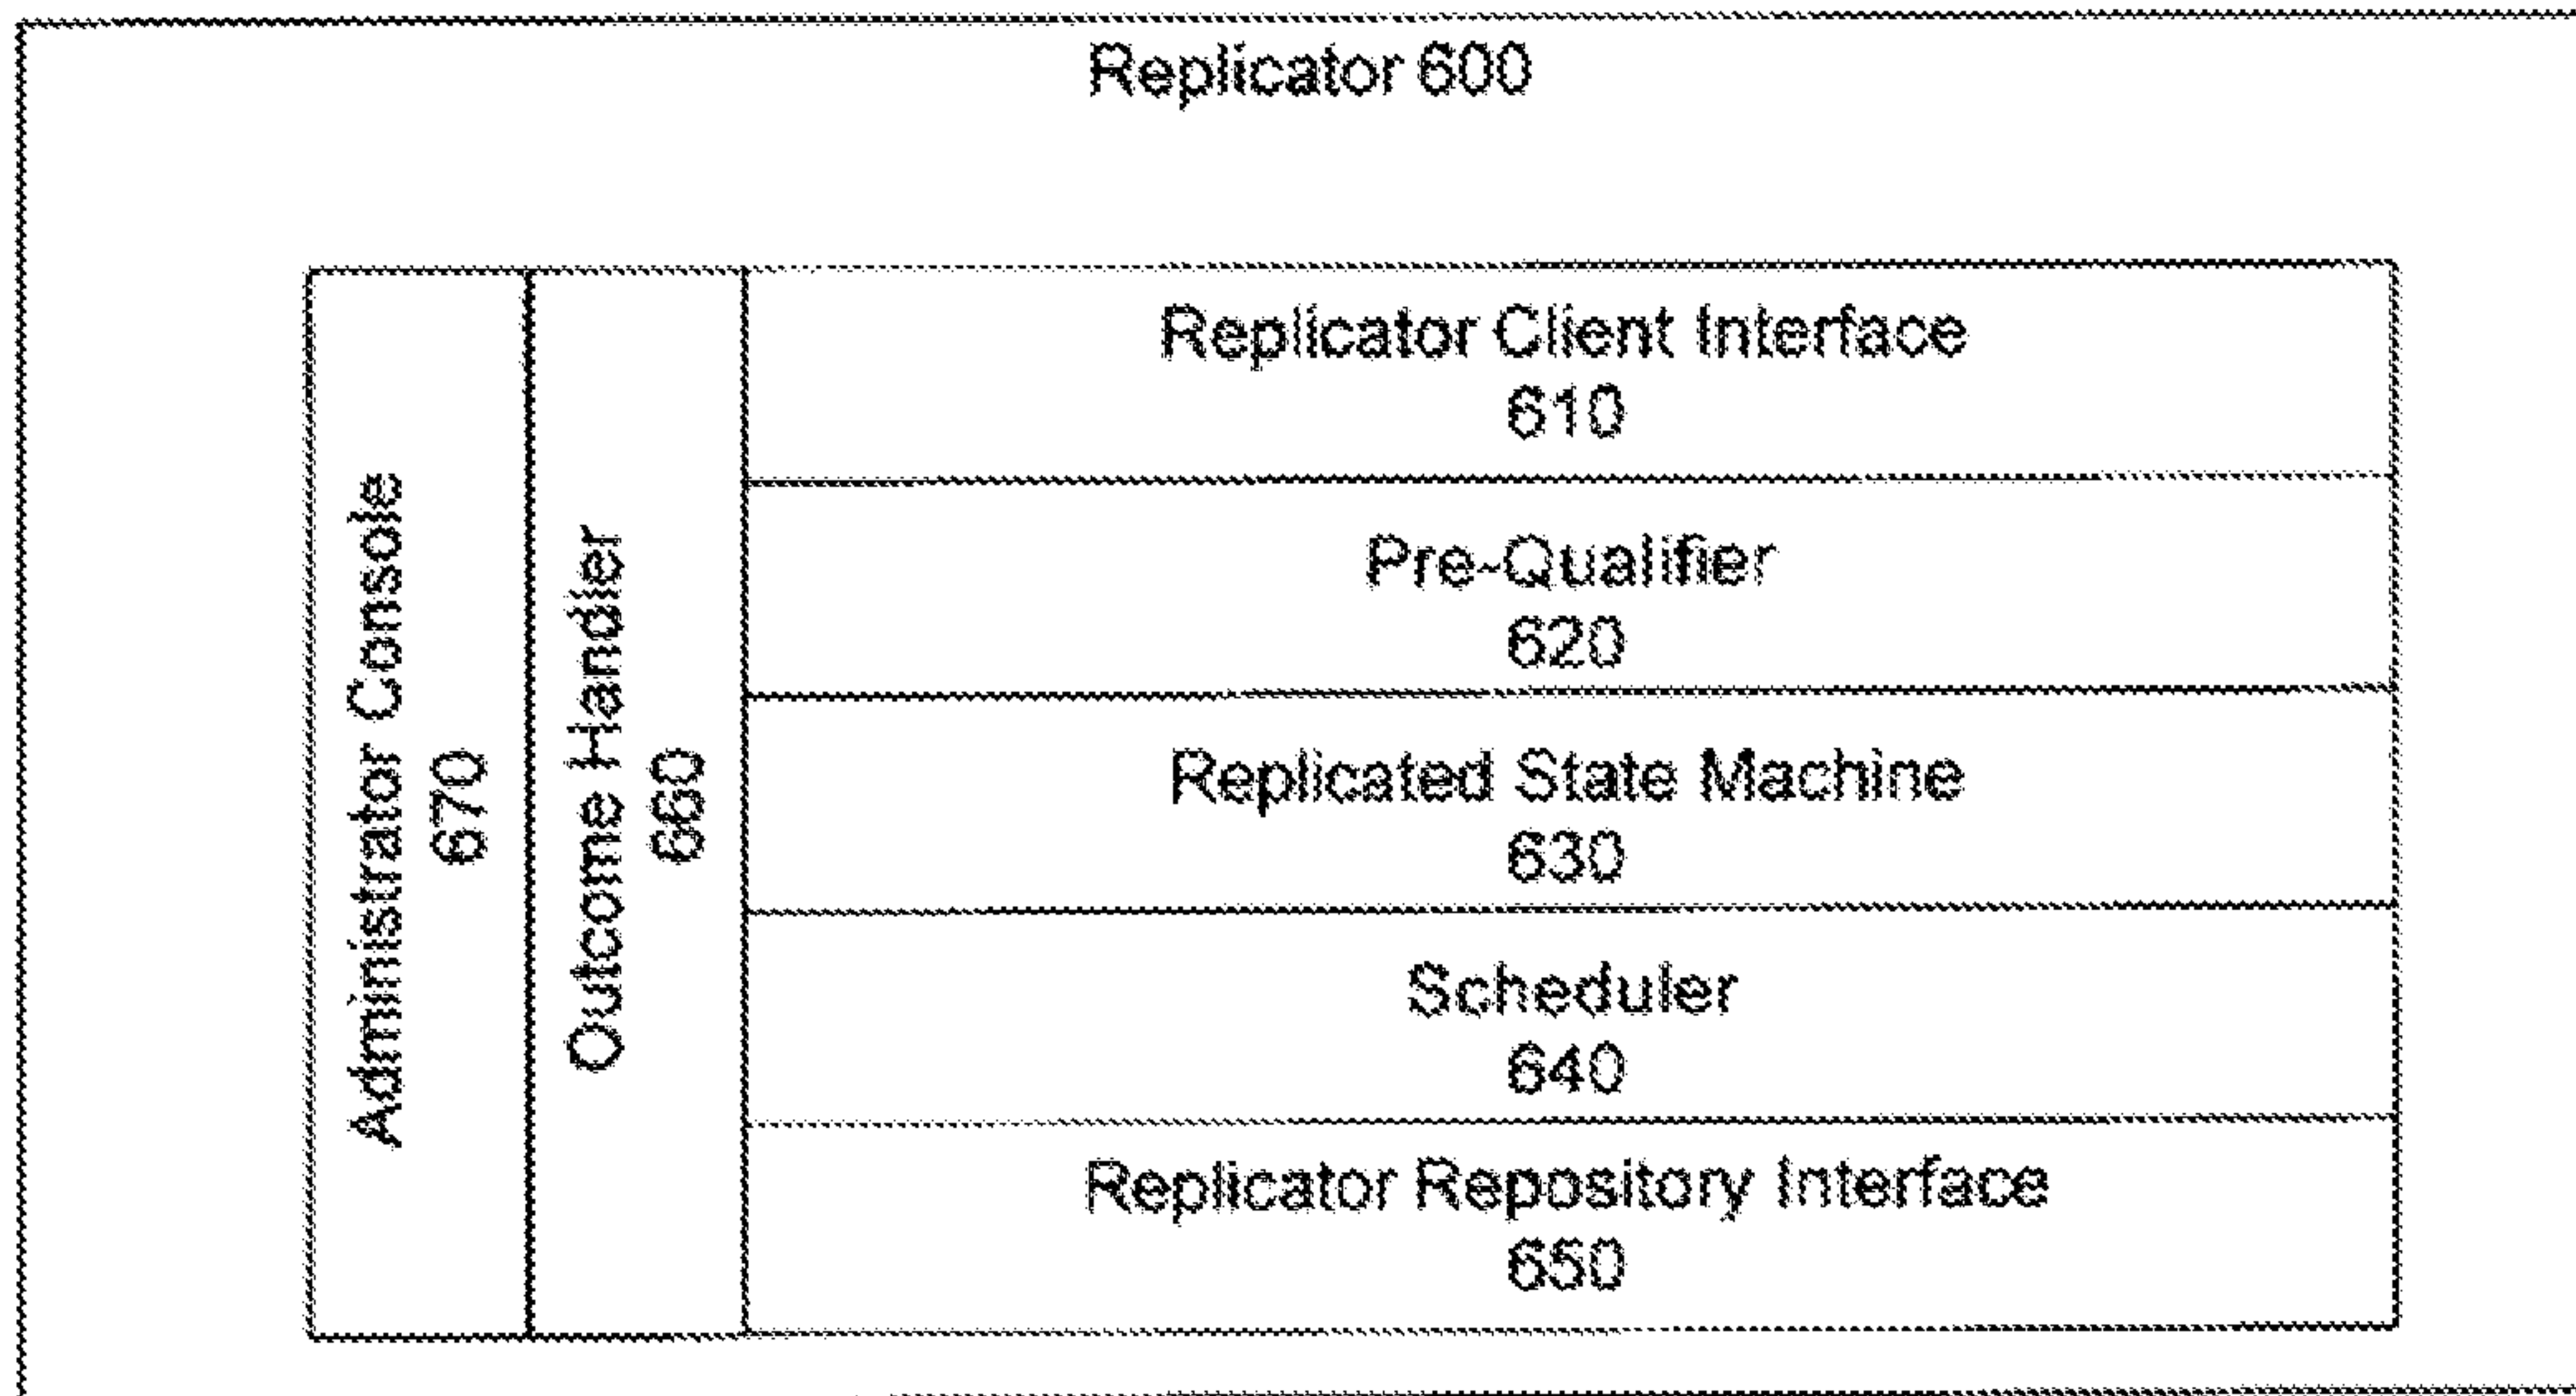 Replicator 600
Administrator Console
670
Outcome Handler
660
Replicator Client Interface
610
Pre-Qualifier
620
Replicated State Machine
630
Scheduler
640
Replicator Repository Interface
650